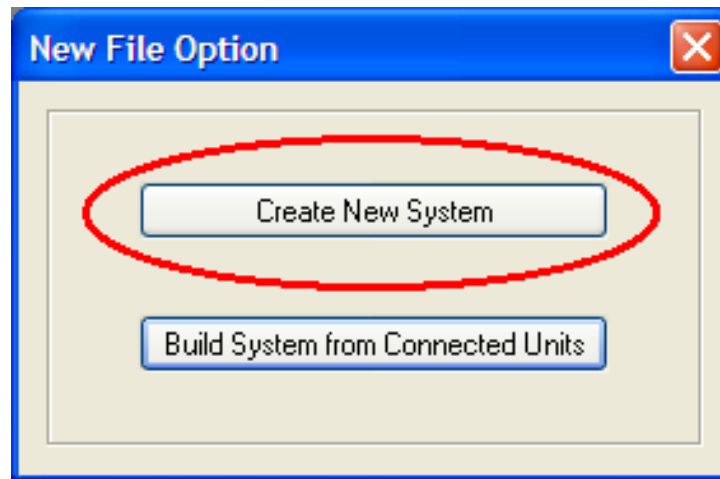 New File Option
Create New System
Build System from Connected Units